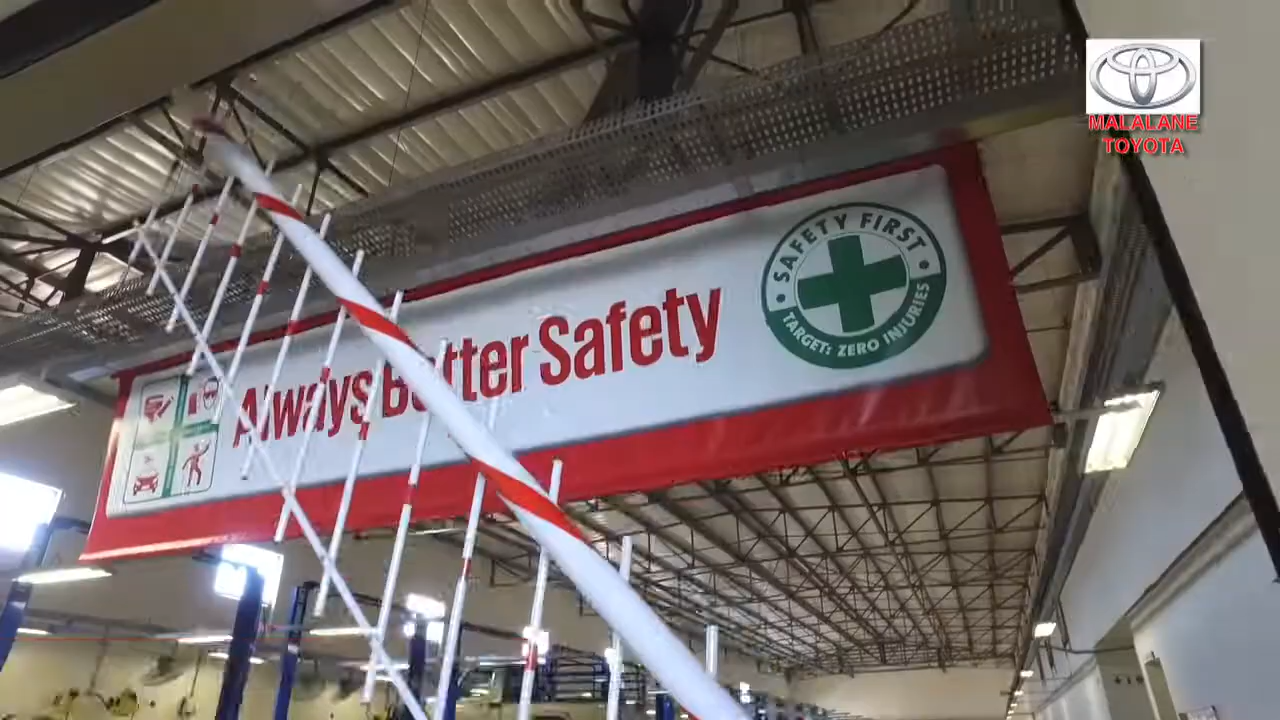 MALALANE
TOYOTA
SAFETY FIRST
Always Better Safety
TARGET: ZERO INJURIES